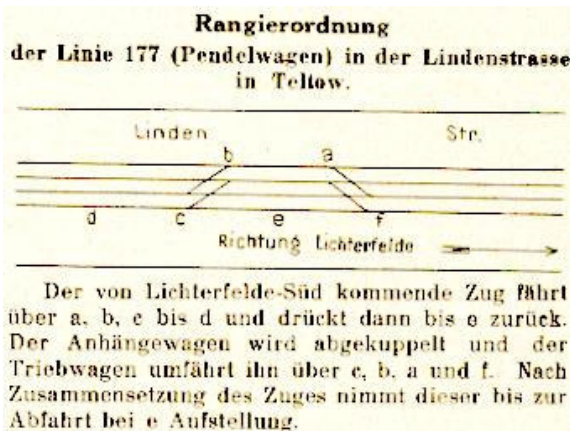 Rangierordnung
der Linie 177 (Pendelwagen) in der Lindenstrasse
in Teltow.
Linden Str.
b a
d c e f
Richtung Lichterfelde
Der von Lichterfelde-Süd kommende Zug fährt
über a, b, c bis d und drückt dann bis e zurück.
Der Anhängewagen wird abgekuppelt und der
Triebwagen umfährt ihn über c, b, a und f. Nach
Zusammensetzung des Zuges nimmt dieser bis zur
Abfahrt bei e Aufstellung.